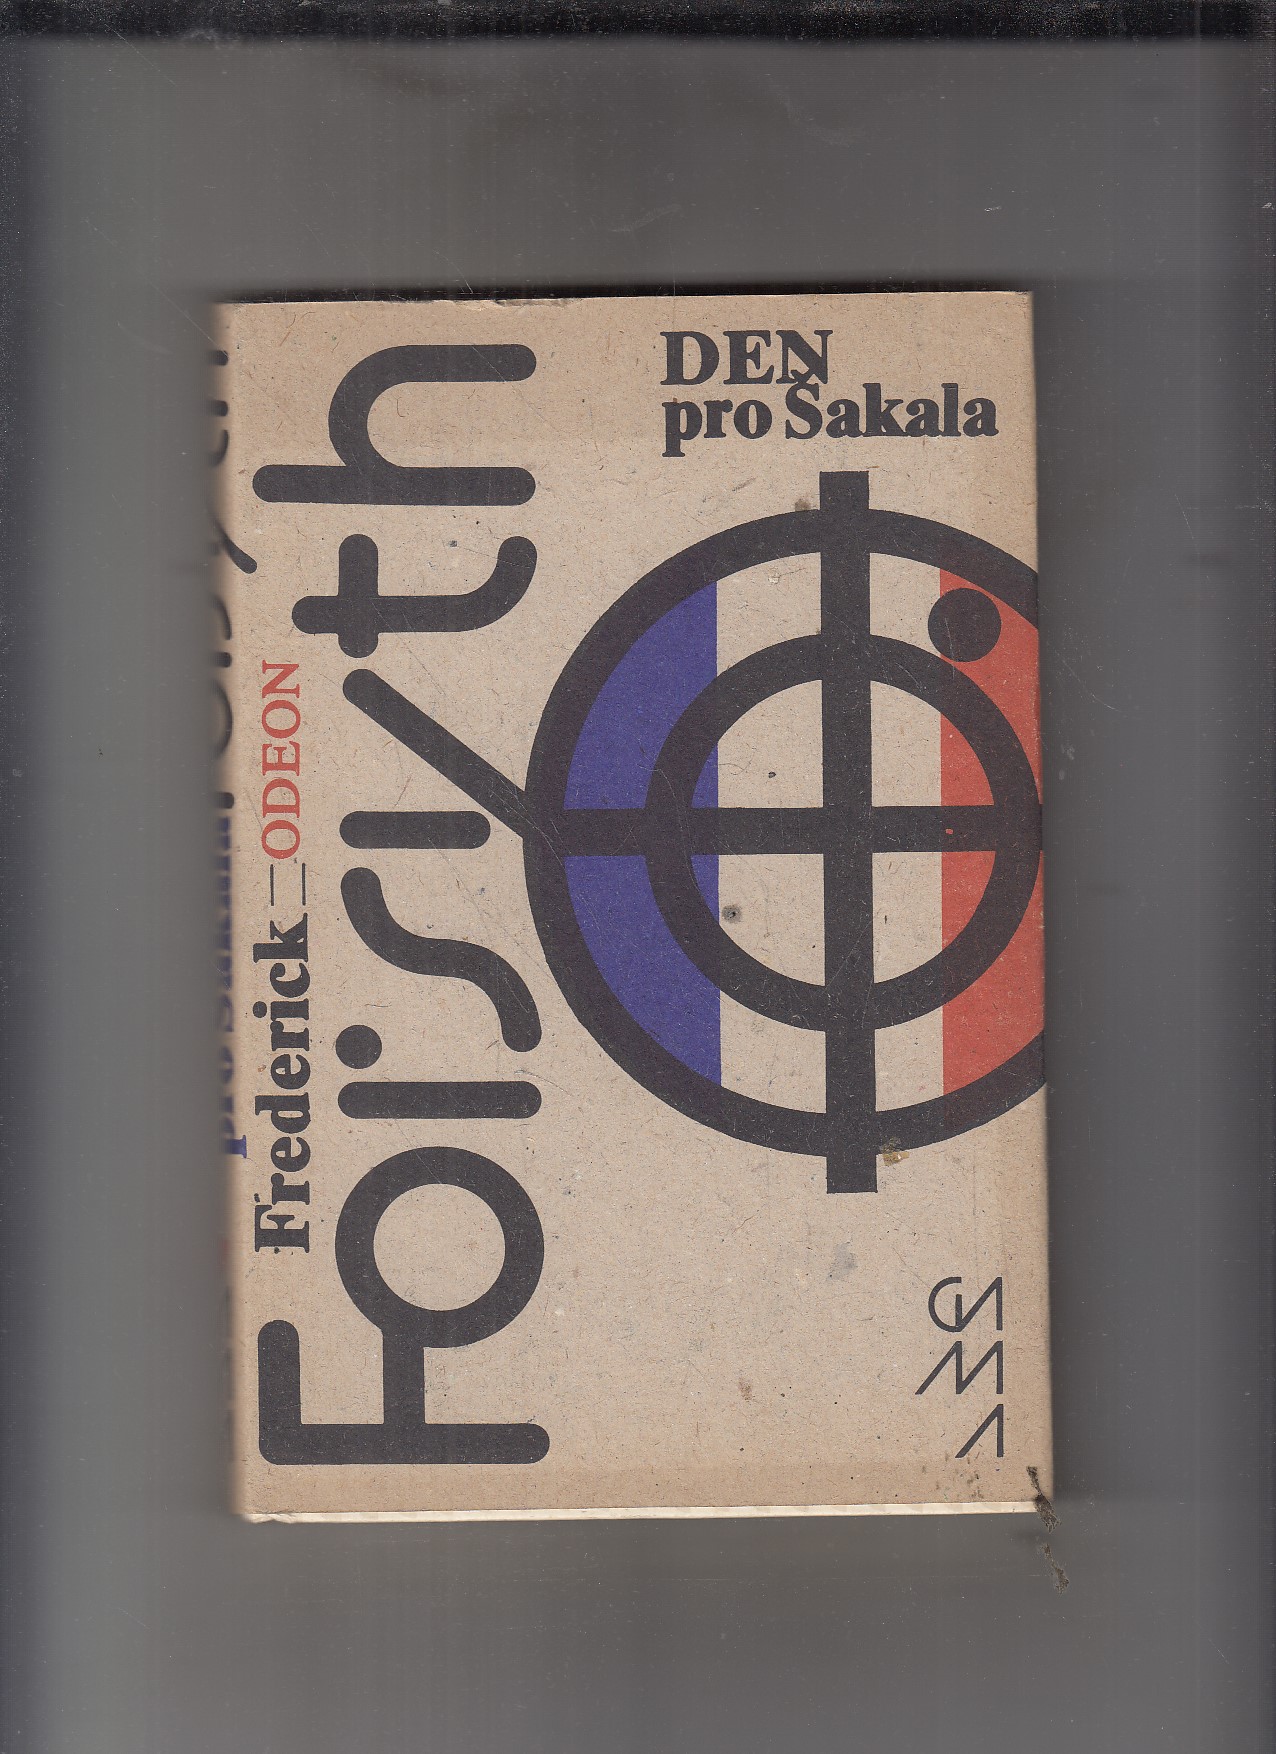 DEN
pro Šakala
Frederick=ODEON
Forsyth